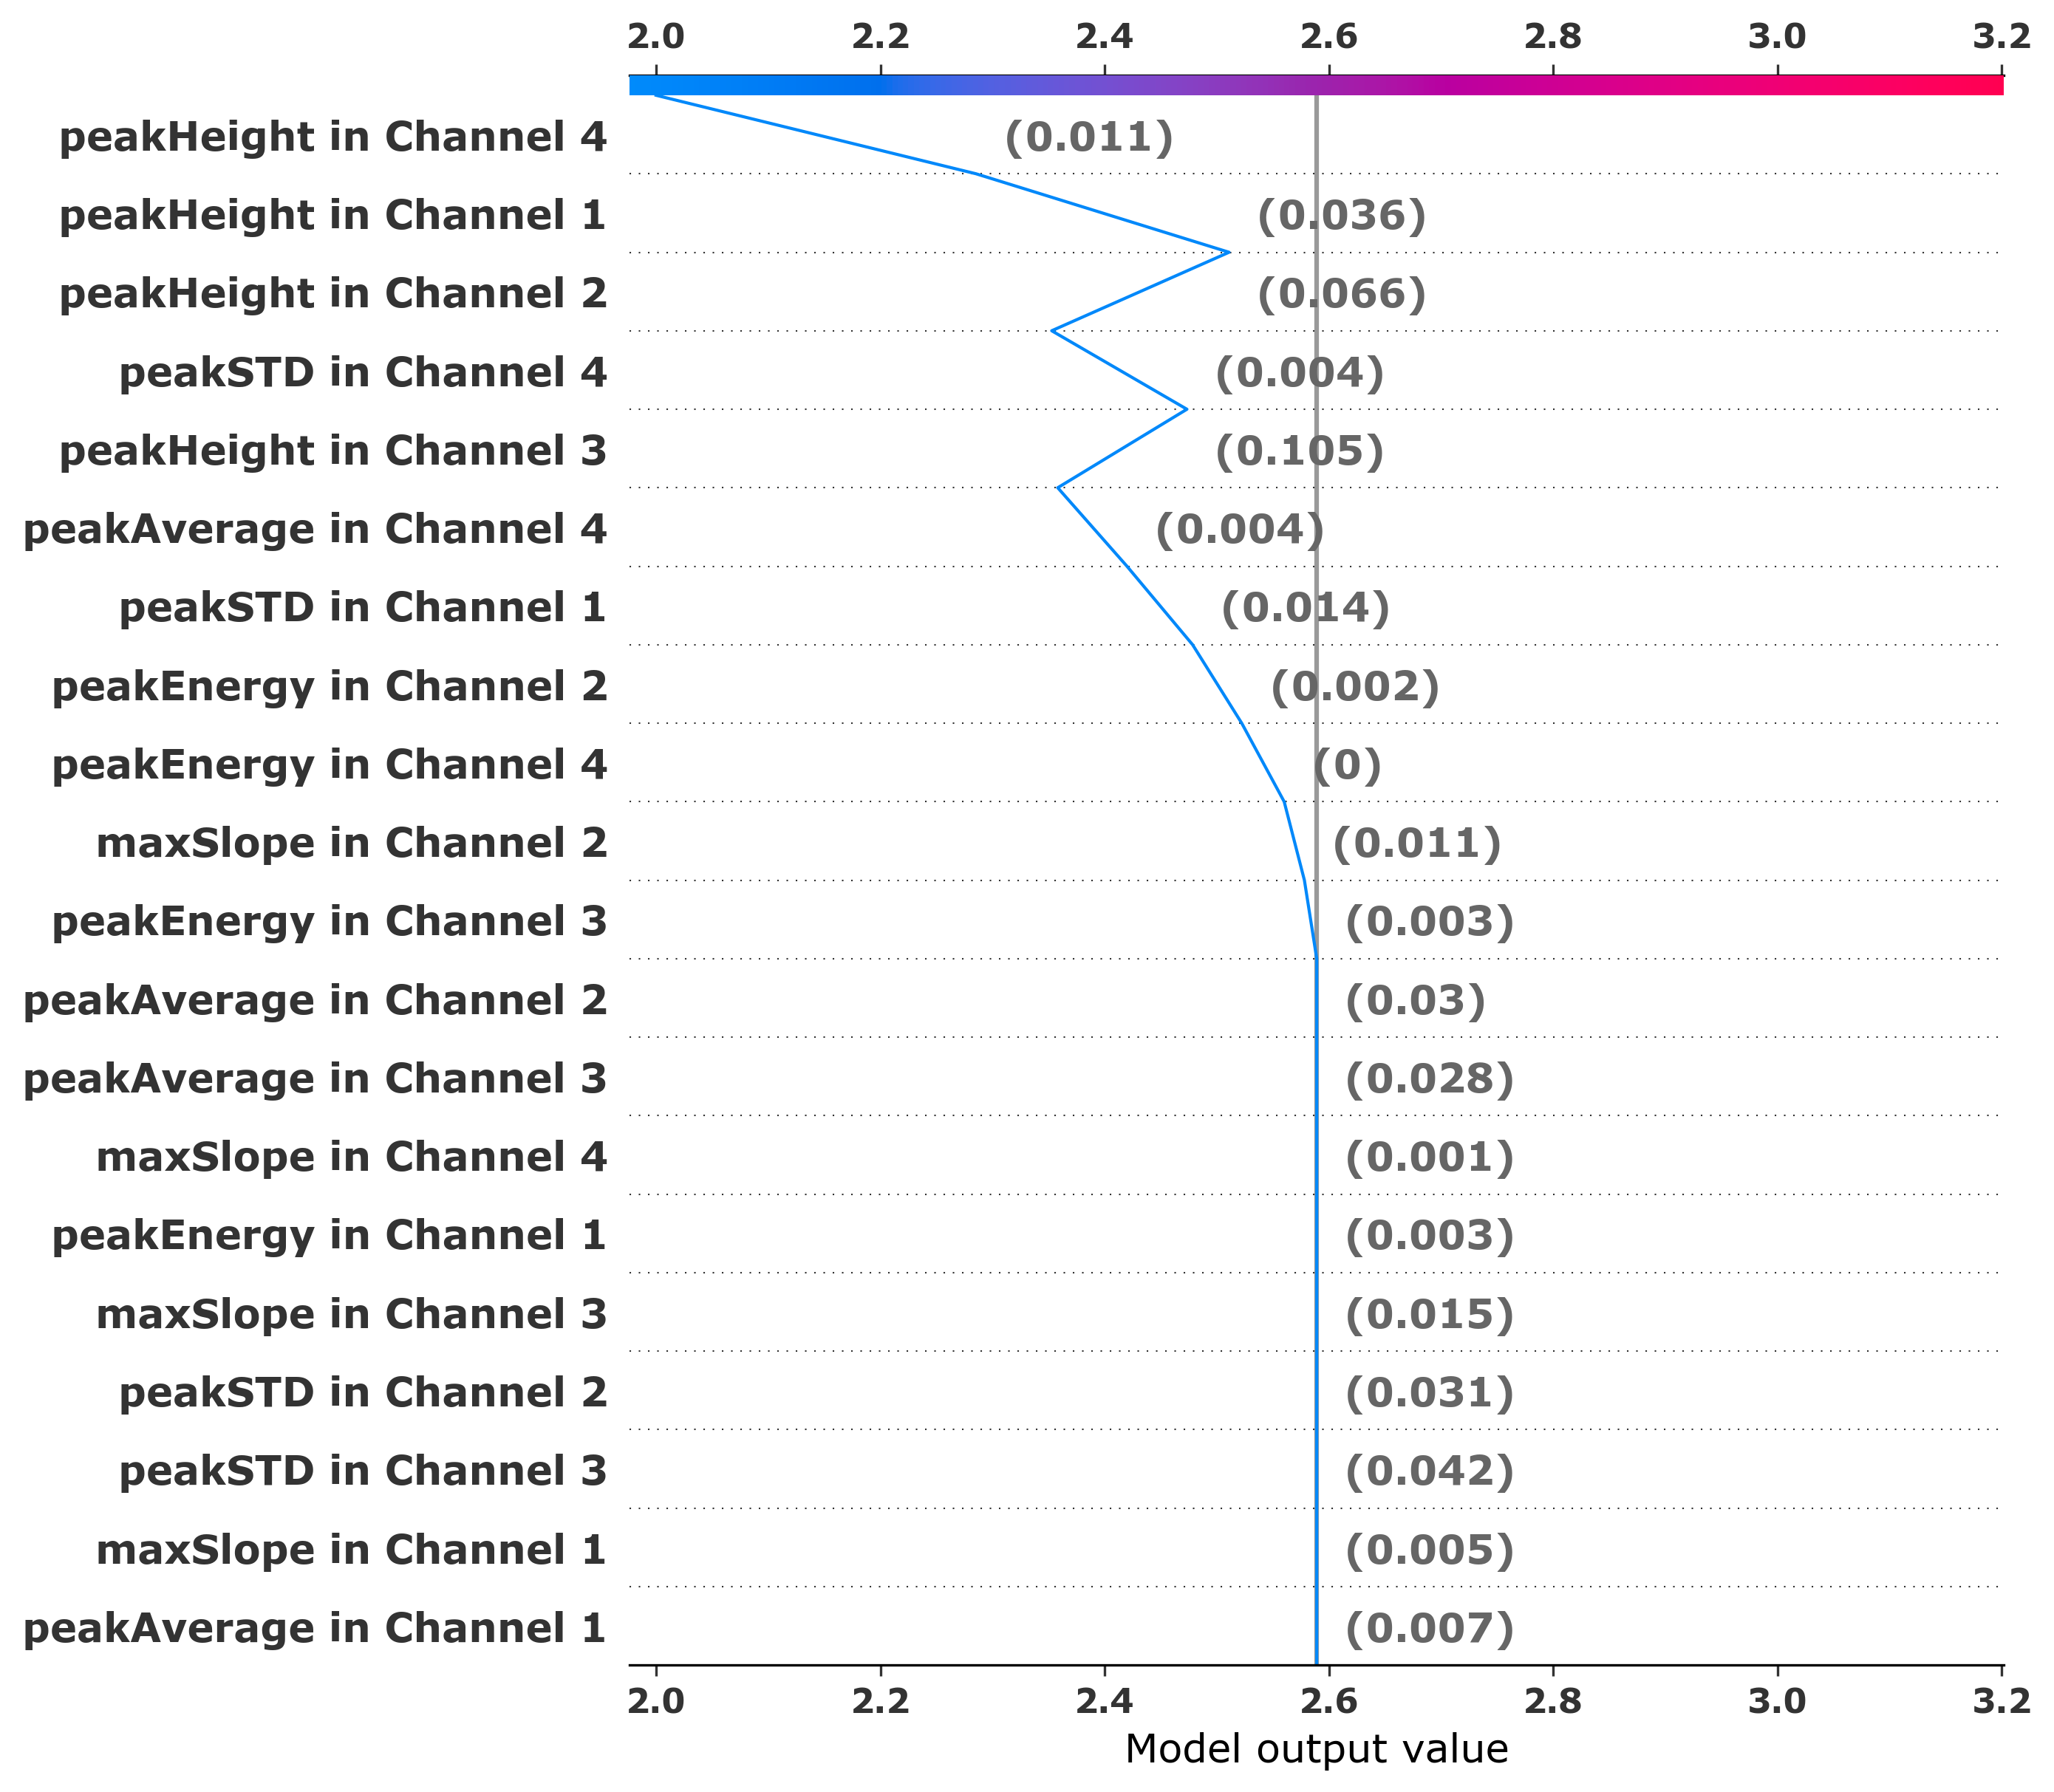 2.0 2.2 2.4 2.6 2.8 3.0 3.2
peakHeight in Channel 4 (0.011)
peakHeight in Channel 1 (0.036)
peakHeight in Channel 2 (0.066)
peakSTD in Channel 4 (0.004)
peakHeight in Channel 3 (0.105)
peakAverage in Channel 4 (0.004)
peakSTD in Channel 1 (0.014)
peakEnergy in Channel 2 (0.002)
peakEnergy in Channel 4 (0)
maxSlope in Channel 2 (0.011)
peakEnergy in Channel 3 (0.003)
peakAverage in Channel 2 (0.03)
peakAverage in Channel 3 (0.028)
maxSlope in Channel 4 (0.001)
peakEnergy in Channel 1 (0.003)
maxSlope in Channel 3 (0.015)
peakSTD in Channel 2 (0.031)
peakSTD in Channel 3 (0.042)
maxSlope in Channel 1 (0.005)
peakAverage in Channel 1 (0.007)
2.0 2.2 2.4 2.6 2.8 3.0 3.2
Model output value